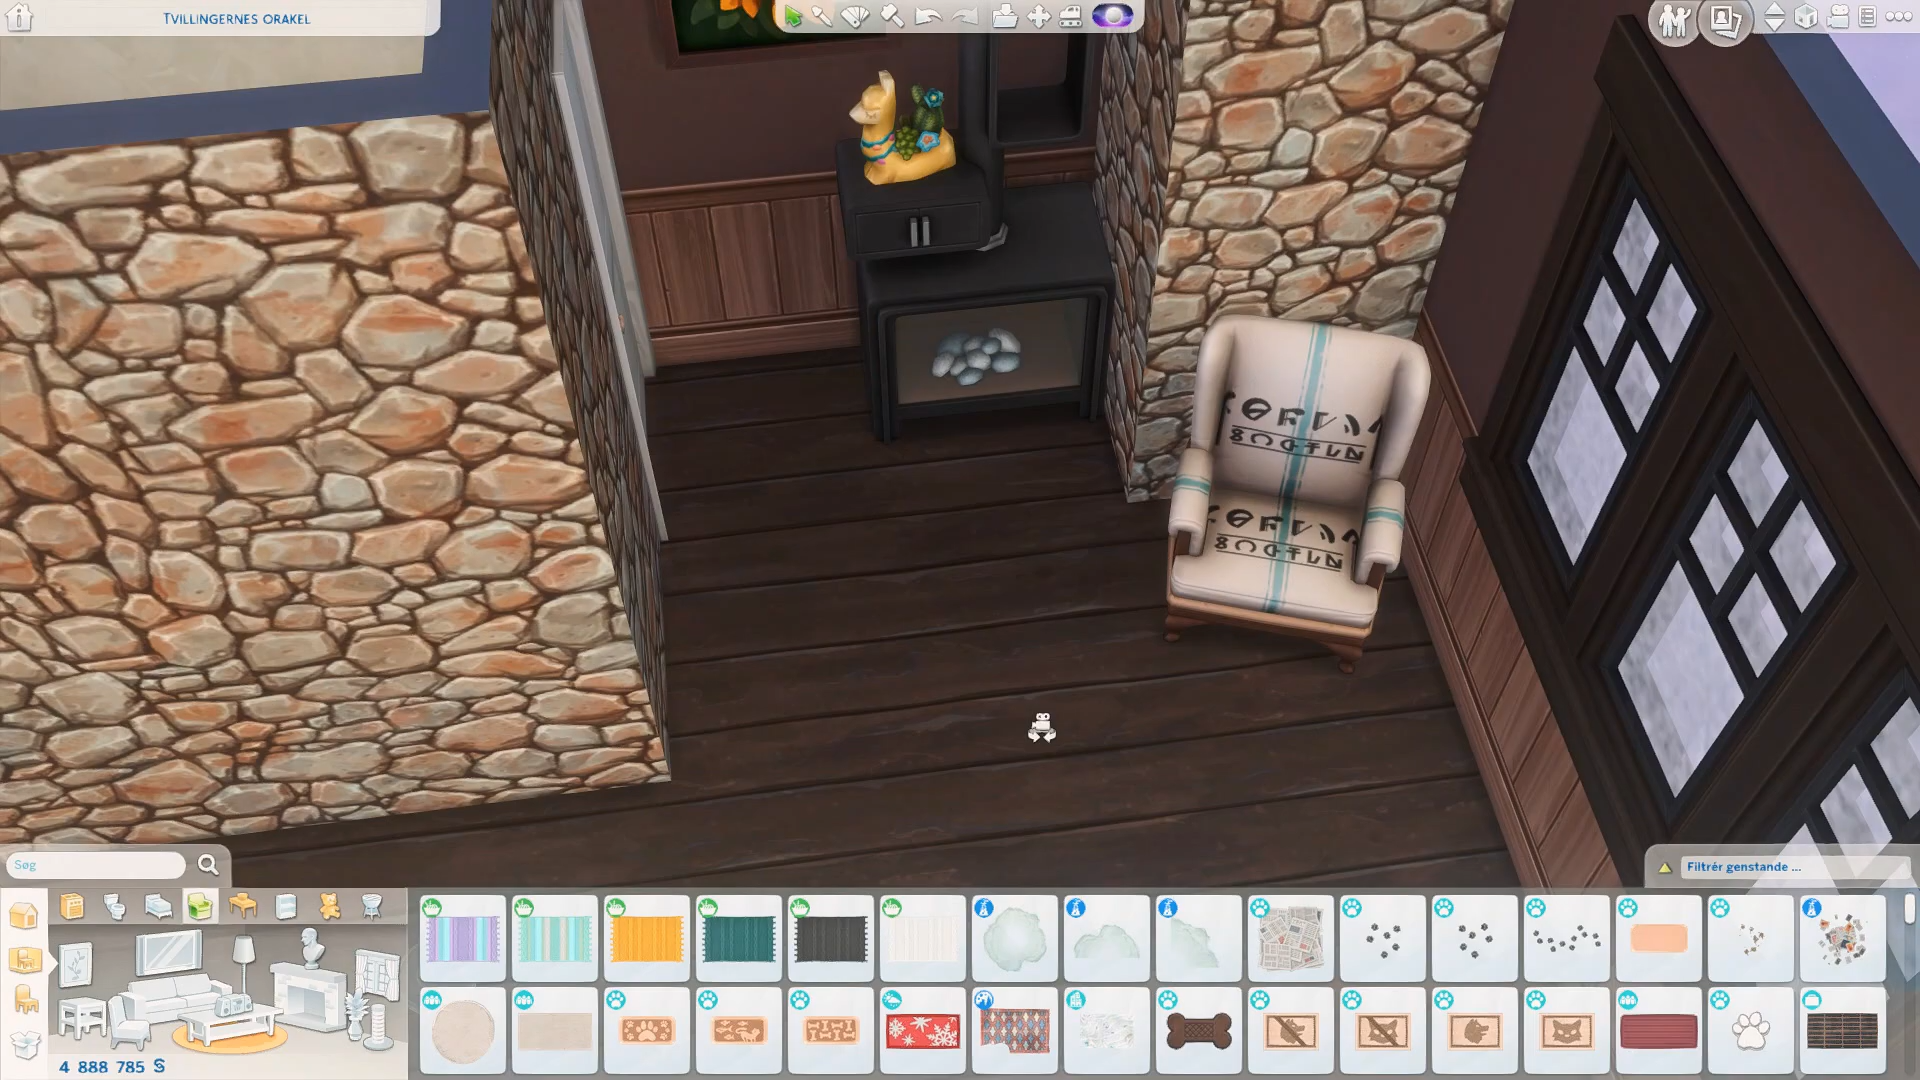 Tvillingernes orakel
Søg
Filtrér genstande ...
4 888 785 S